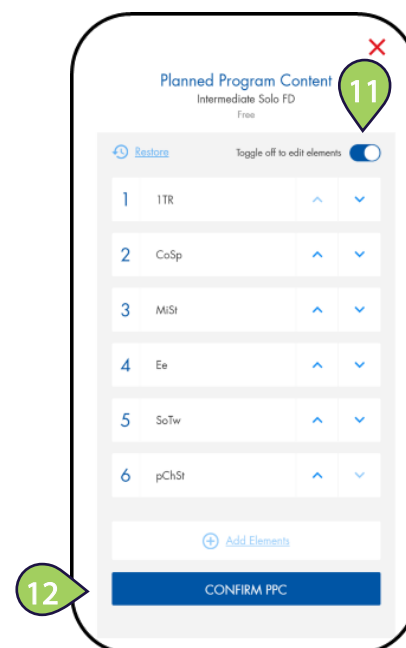 Planned Program Content
11
Intermediate Solo FD
Free
Restore Toggle off to edit elements
1 1TR
2 CoSp
3 MiSt
4 Ee
5 SoTw
6 pChSt
Add Elements
12 CONFIRM PPC